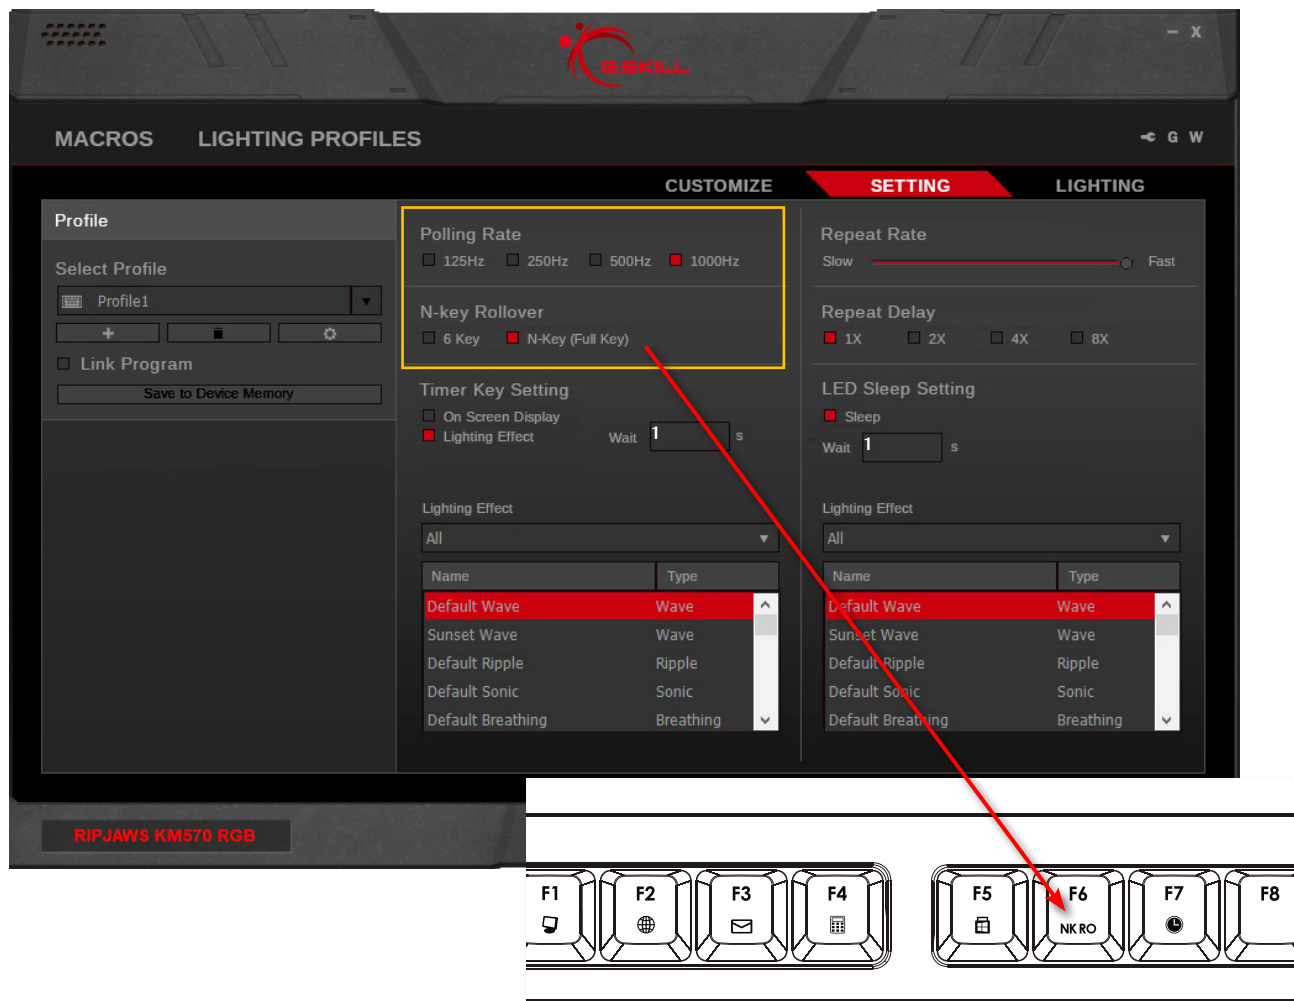 G.SKILL
– X
MACROS LIGHTING PROFILES
G W
CUSTOMIZE SETTING LIGHTING
Profile
Select Profile
Profile1
+
Link Program
Save to Device Memory
Polling Rate
125Hz 250Hz 500Hz 1000Hz
N-key Rollover
6 Key N-Key (Full Key)
Timer Key Setting
On Screen Display
Lighting Effect Wait 1 s
Lighting Effect
All
Name Type
Default Wave Wave
Sunset Wave Wave
Default Ripple Ripple
Default Sonic Sonic
Default Breathing Breathing
Repeat Rate
Slow Fast
Repeat Delay
1X 2X 4X 8X
LED Sleep Setting
Sleep
Wait 1 s
Lighting Effect
All
Name Type
Default Wave Wave
Sunset Wave Wave
Default Ripple Ripple
Default Sonic Sonic
Default Breathing Breathing
RIPJAWS KM570 RGB
F1 F2 F3 F4 F5 F6 F7 F8
NKRO